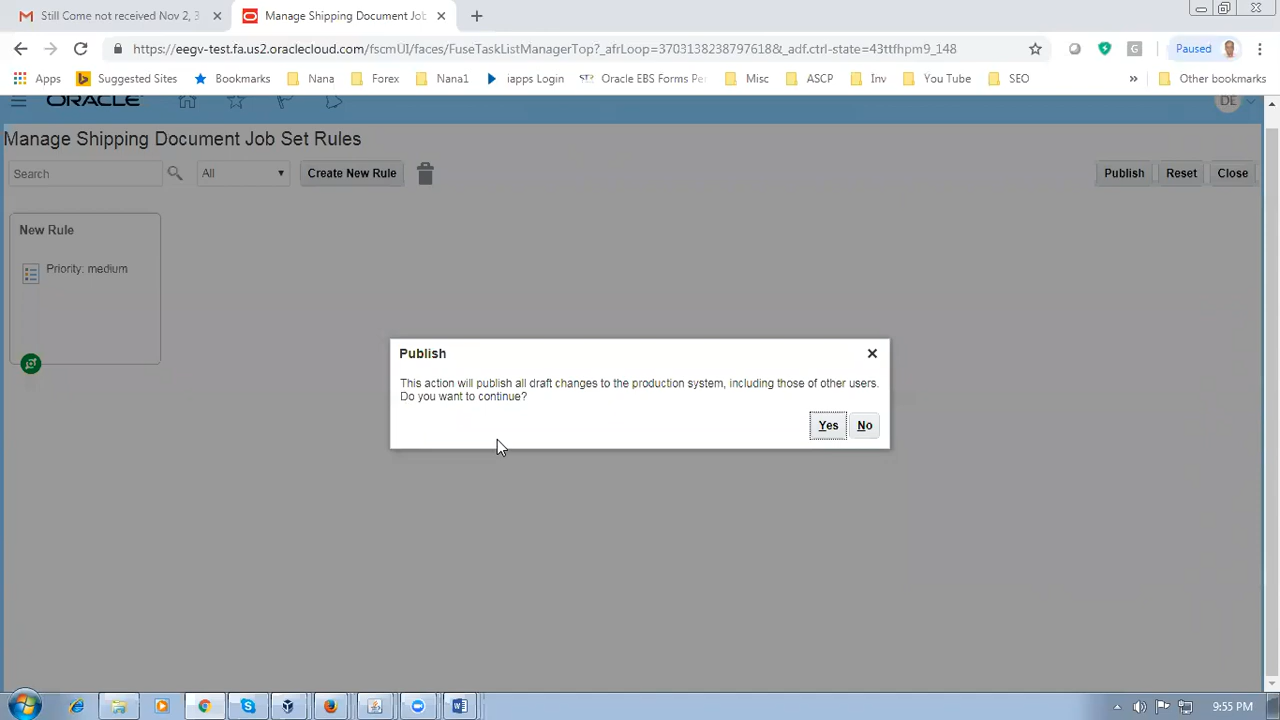 Still Come not received Nov 2, 3
Manage Shipping Document Job
https://eegv-test.fa.us2.oraclecloud.com/fscmUI/faces/FuseTaskListManagerTop?_afrLoop=3703138238797618&_adf.ctrl-state=43ttfhpm9_148
G
Paused
Apps
Suggested Sites
Bookmarks
Nana
Forex
Nana1
iapps Login
Oracle EBS Forms Pe
Misc
ASCP
Inv
You Tube
SEO
»
Other bookmarks
ORACLE
DE
Manage Shipping Document Job Set Rules
Search
All
Create New Rule
Publish
Reset
Close
New Rule
Priority: medium
Publish
This action will publish all draft changes to the production system, including those of other users.
Do you want to continue?
Yes
No
9:55 PM